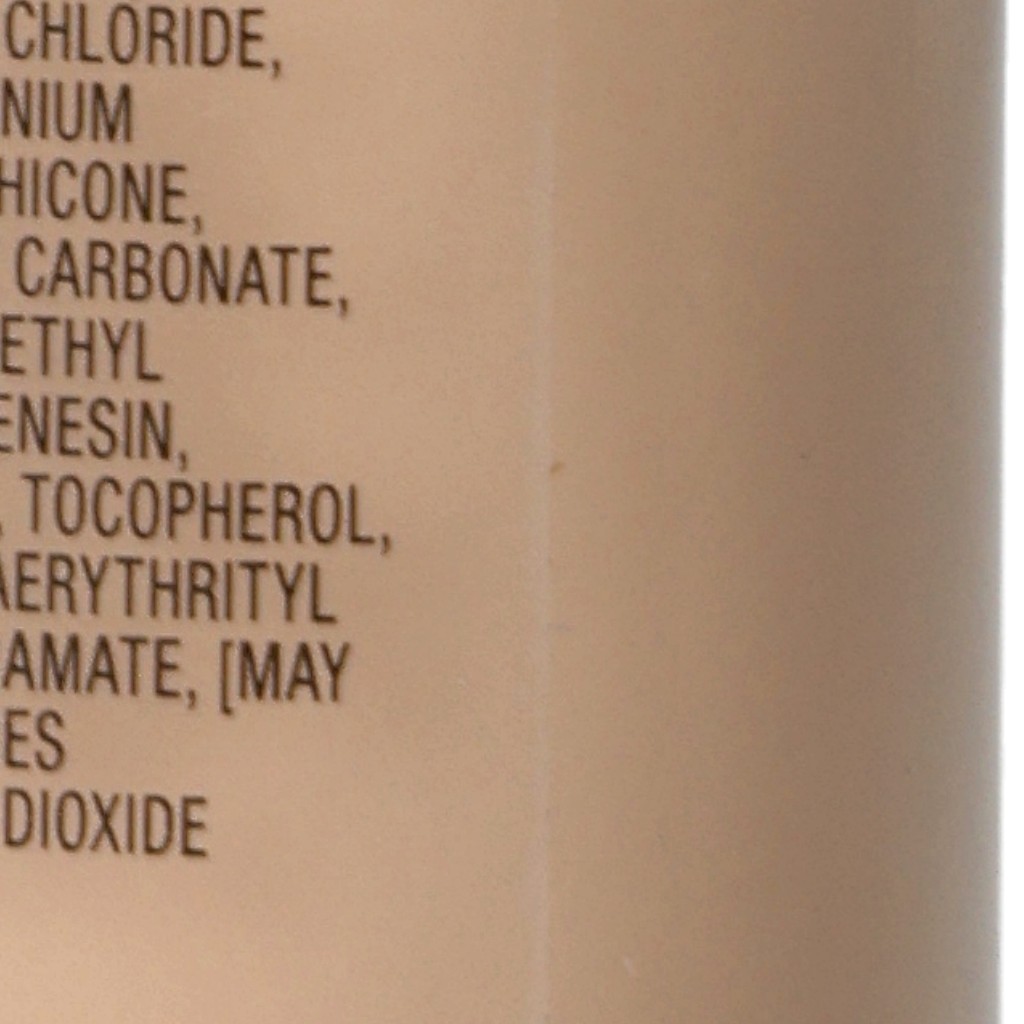 CHLORIDE,
NIUM
HICONE,
CARBONATE,
ETHYL
ENESIN,
, TOCOPHEROL,
AERYTHRITYL
AMATE, [MAY
ES
DIOXIDE